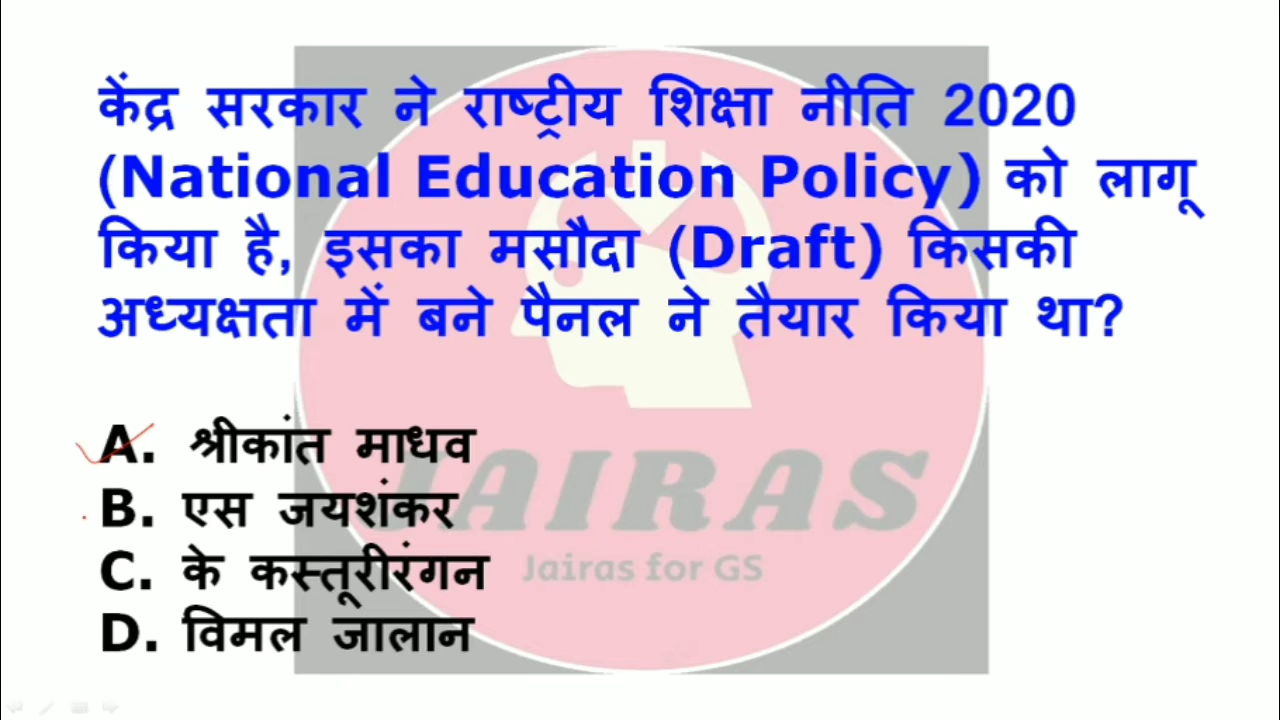 केंद्र सरकार ने राष्ट्रीय शिक्षा नीति 2020
(National Education Policy) को लागू
किया है, इसका मसौदा (Draft) किसकी
अध्यक्षता में बने पैनल ने तैयार किया था?
A. श्रीकांत माधव
B. एस जयशंकर
C. के कस्तूरीरंगन
D. विमल जालान
JAIRAS
Jairas for GS